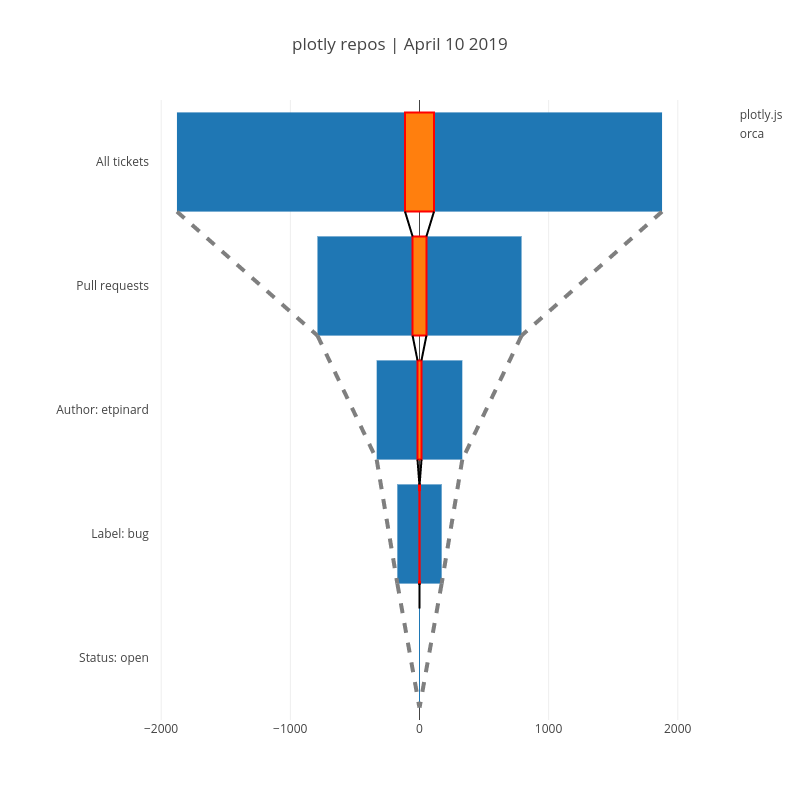 plotly repos | April 10 2019
plotly.js
orca
All tickets
Pull requests
Author: etpinard
Label: bug
Status: open
−2000
−1000
0
1000
2000